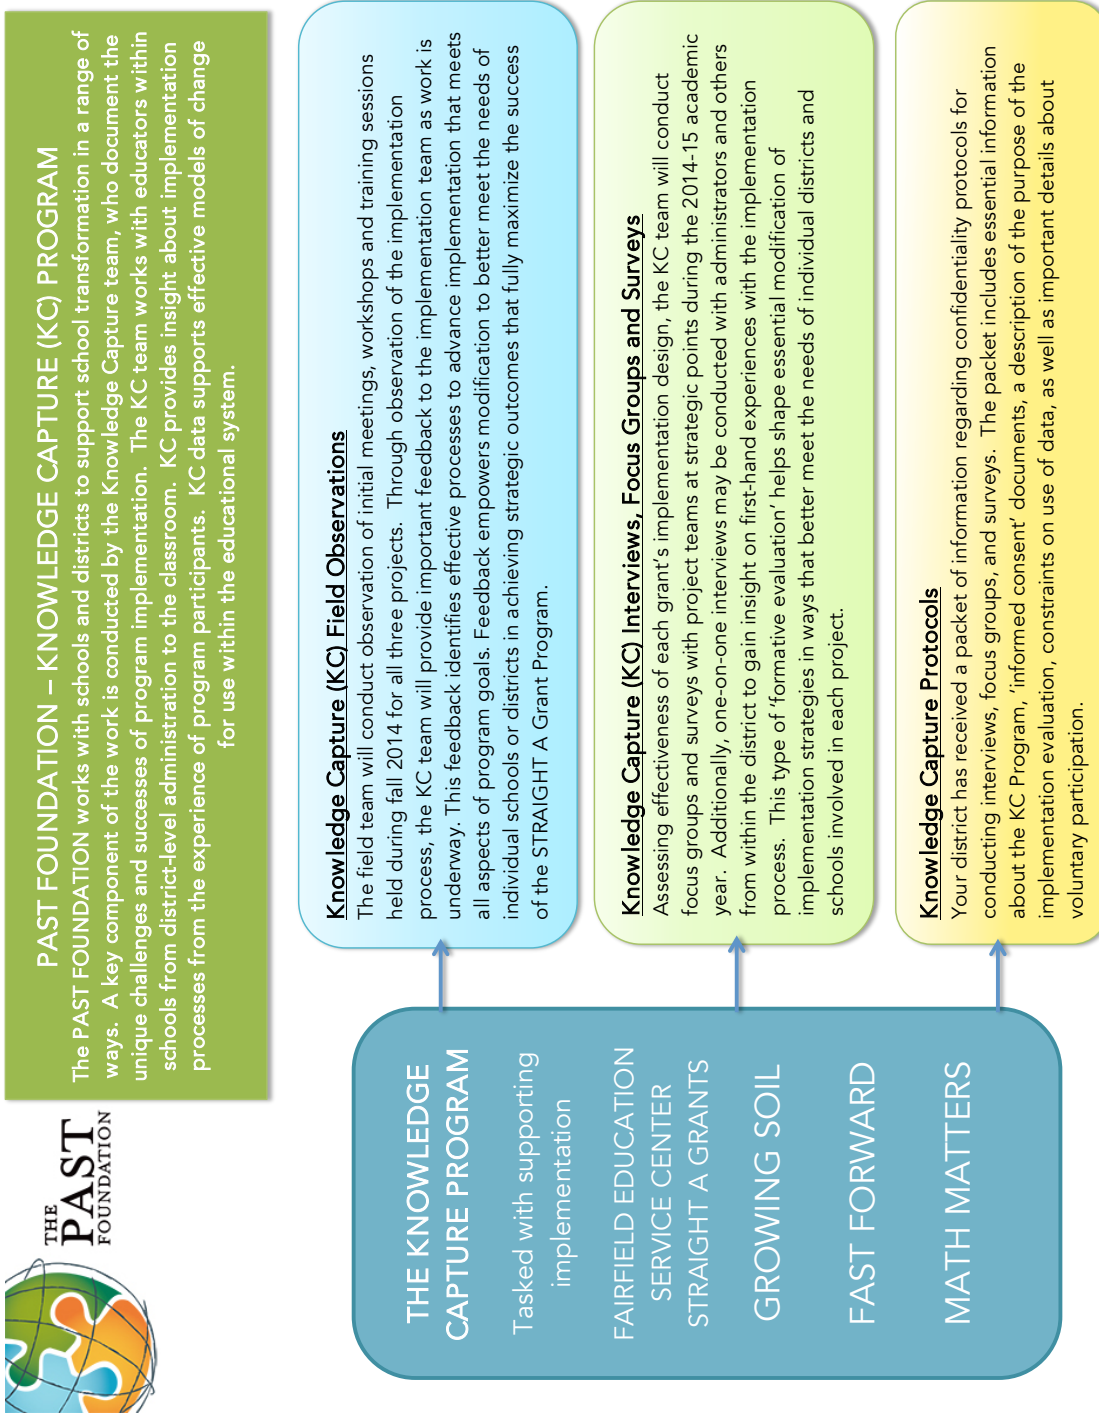 THE
PAST
FOUNDATION
PAST FOUNDATION – KNOWLEDGE CAPTURE (KC) PROGRAM
The PAST FOUNDATION works with schools and districts to support school transformation in a range of
ways. A key component of the work is conducted by the Knowledge Capture team, who document the
unique challenges and successes of program implementation. The KC team works with educators within
schools from district-level administration to the classroom. KC provides insight about implementation
processes from the experience of program participants. KC data supports effective models of change
for use within the educational system.
THE KNOWLEDGE
CAPTURE PROGRAM
Tasked with supporting
implementation
FAIRFIELD EDUCATION
SERVICE CENTER
STRAIGHT A GRANTS
GROWING SOIL
FAST FORWARD
MATH MATTERS
Knowledge Capture (KC) Field Observations
The field team will conduct observation of initial meetings, workshops and training sessions
held during fall 2014 for all three projects. Through observation of the implementation
process, the KC team will provide important feedback to the implementation team as work is
underway. This feedback identifies effective processes to advance implementation that meets
all aspects of program goals. Feedback empowers modification to better meet the needs of
individual schools or districts in achieving strategic outcomes that fully maximize the success
of the STRAIGHT A Grant Program.
Knowledge Capture (KC) Interviews, Focus Groups and Surveys
Assessing effectiveness of each grant’s implementation design, the KC team will conduct
focus groups and surveys with project teams at strategic points during the 2014-15 academic
year. Additionally, one-on-one interviews may be conducted with administrators and others
from within the district to gain insight on first-hand experiences with the implementation
process. This type of ‘formative evaluation’ helps shape essential modification of
implementation strategies in ways that better meet the needs of individual districts and
schools involved in each project.
Knowledge Capture Protocols
Your district has received a packet of information regarding confidentiality protocols for
conducting interviews, focus groups, and surveys. The packet includes essential information
about the KC Program, ‘informed consent’ documents, a description of the purpose of the
implementation evaluation, constraints on use of data, as well as important details about
voluntary participation.